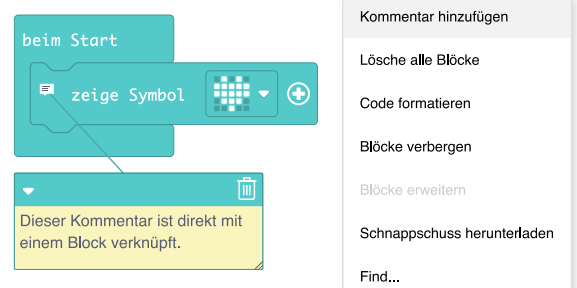 beim Start
zeige Symbol
Dieser Kommentar ist direkt mit
einem Block verknüpft.
Kommentar hinzufügen
Lösche alle Blöcke
Code formatieren
Blöcke verbergen
Blöcke erweitern
Schnappschuss herunterladen
Find...